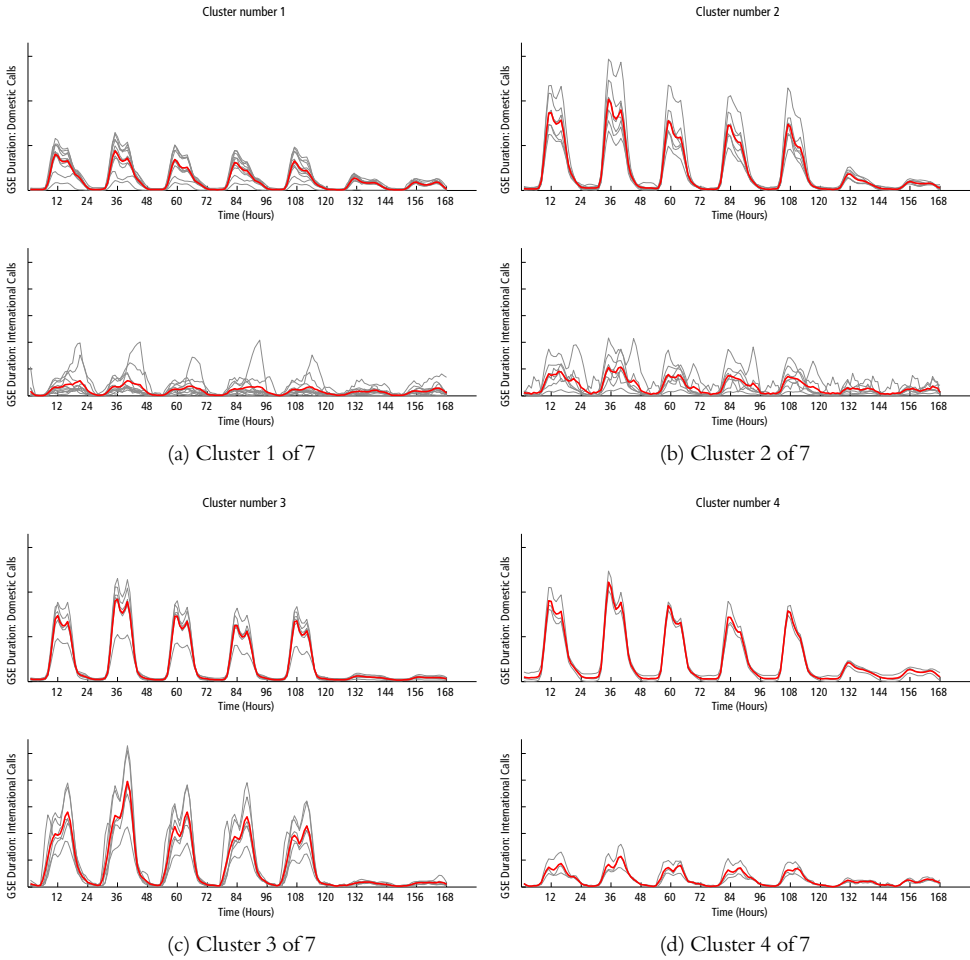 Cluster number 1
GSE Duration: Domestic Calls
12 24 36 48 60 72 84 96 108 120 132 144 156 168
Time (Hours)
GSE Duration: International Calls
12 24 36 48 60 72 84 96 108 120 132 144 156 168
Time (Hours)
(a) Cluster 1 of 7
Cluster number 2
GSE Duration: Domestic Calls
12 24 36 48 60 72 84 96 108 120 132 144 156 168
Time (Hours)
GSE Duration: International Calls
12 24 36 48 60 72 84 96 108 120 132 144 156 168
Time (Hours)
(b) Cluster 2 of 7
Cluster number 3
GSE Duration: Domestic Calls
12 24 36 48 60 72 84 96 108 120 132 144 156 168
Time (Hours)
GSE Duration: International Calls
12 24 36 48 60 72 84 96 108 120 132 144 156 168
Time (Hours)
(c) Cluster 3 of 7
Cluster number 4
GSE Duration: Domestic Calls
12 24 36 48 60 72 84 96 108 120 132 144 156 168
Time (Hours)
GSE Duration: International Calls
12 24 36 48 60 72 84 96 108 120 132 144 156 168
Time (Hours)
(d) Cluster 4 of 7